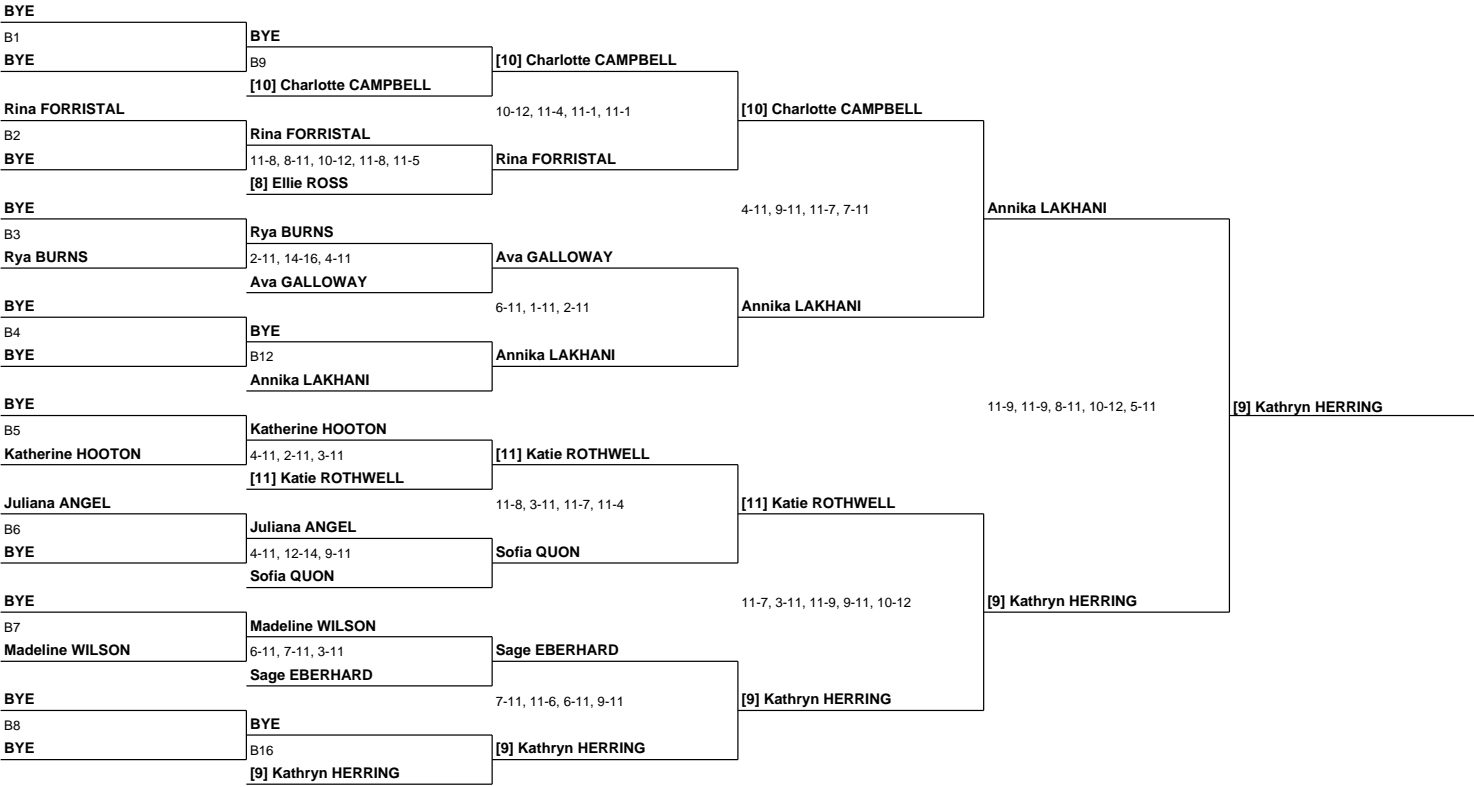 BYE
B1
BYE
BYE
B9
[10] Charlotte CAMPBELL
[10] Charlotte CAMPBELL
Rina FORRISTAL
10-12, 11-4, 11-1, 11-1
[10] Charlotte CAMPBELL
B2
Rina FORRISTAL
BYE
11-8, 8-11, 10-12, 11-8, 11-5
Rina FORRISTAL
[8] Ellie ROSS
BYE
4-11, 9-11, 11-7, 7-11
Annika LAKHANI
B3
Rya BURNS
Rya BURNS
2-11, 14-16, 4-11
Ava GALLOWAY
Ava GALLOWAY
BYE
6-11, 1-11, 2-11
Annika LAKHANI
B4
BYE
BYE
B12
Annika LAKHANI
Annika LAKHANI
BYE
11-9, 11-9, 8-11, 10-12, 5-11
[9] Kathryn HERRING
B5
Katherine HOOTON
Katherine HOOTON
4-11, 2-11, 3-11
[11] Katie ROTHWELL
[11] Katie ROTHWELL
Juliana ANGEL
11-8, 3-11, 11-7, 11-4
[11] Katie ROTHWELL
B6
Juliana ANGEL
BYE
4-11, 12-14, 9-11
Sofia QUON
Sofia QUON
BYE
11-7, 3-11, 11-9, 9-11, 10-12
[9] Kathryn HERRING
B7
Madeline WILSON
Madeline WILSON
6-11, 7-11, 3-11
Sage EBERHARD
Sage EBERHARD
BYE
7-11, 11-6, 6-11, 9-11
[9] Kathryn HERRING
B8
BYE
BYE
B16
[9] Kathryn HERRING
[9] Kathryn HERRING